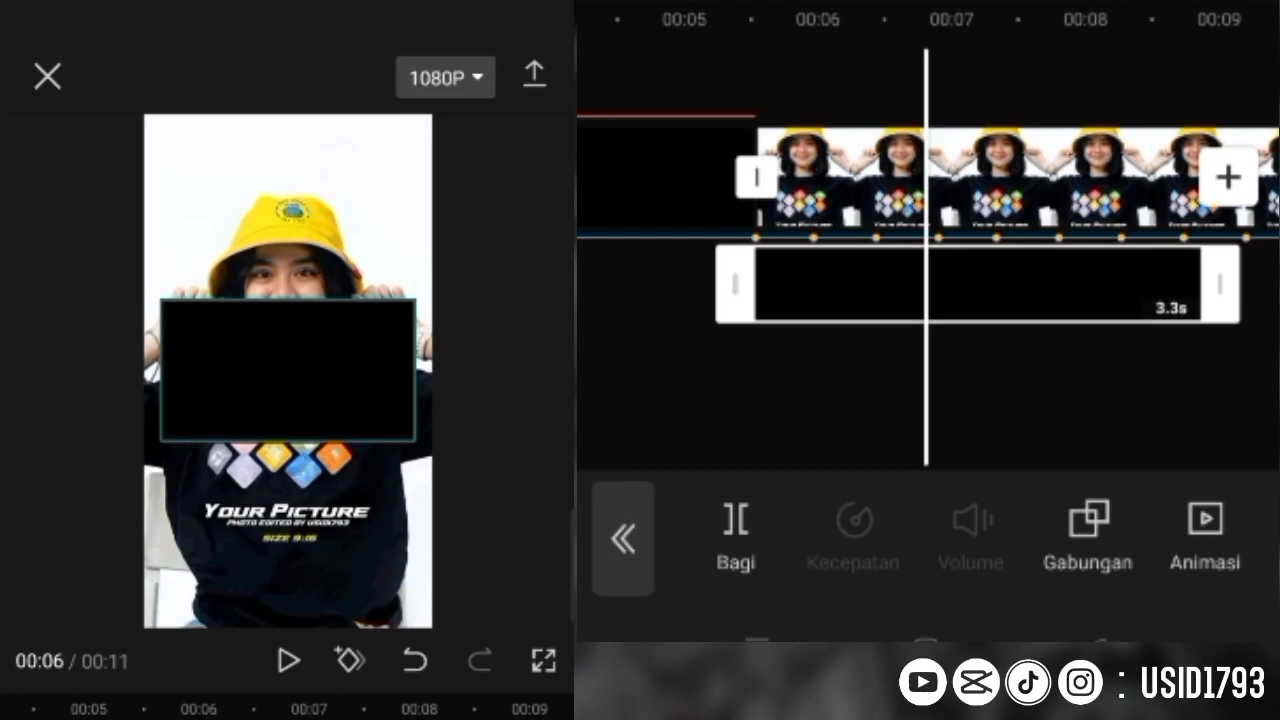 1080P
YOUR PICTURE
PHOTO EDITED BY USID1793
SIZE 9:16
00:06 / 00:11
00:05 00:06 00:07 00:08 00:09
00:05 00:06 00:07 00:08 00:09
3.3s
Bagi Kecepatan Volume Gabungan Animasi
: USID1793